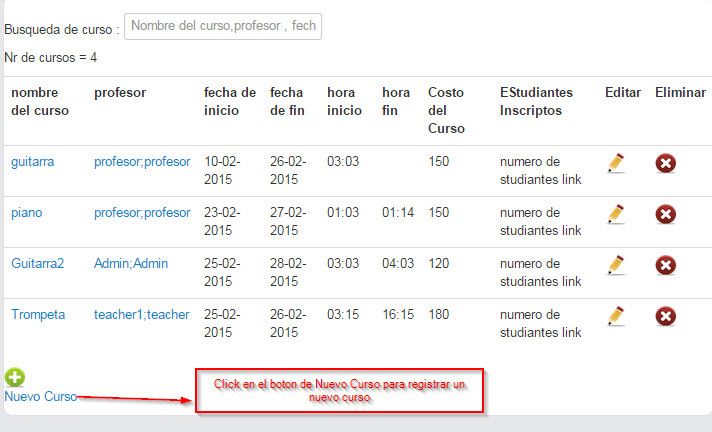 Busqueda de curso : Nombre del curso,profesor , fech
Nr de cursos = 4
nombre del curso profesor fecha de inicio fecha de fin hora inicio hora fin Costo del Curso EStudiantes Inscriptos Editar Eliminar
guitarra profesor;profesor 10-02-2015 26-02-2015 03:03 150 numero de studiantes link
piano profesor;profesor 23-02-2015 27-02-2015 01:03 01:14 150 numero de studiantes link
Guitarra2 Admin;Admin 25-02-2015 28-02-2015 03:03 04:03 120 numero de studiantes link
Trompeta teacher1;teacher 25-02-2015 26-02-2015 03:15 16:15 180 numero de studiantes link
Nuevo Curso
Click en el boton de Nuevo Curso para registrar un
nuevo curso